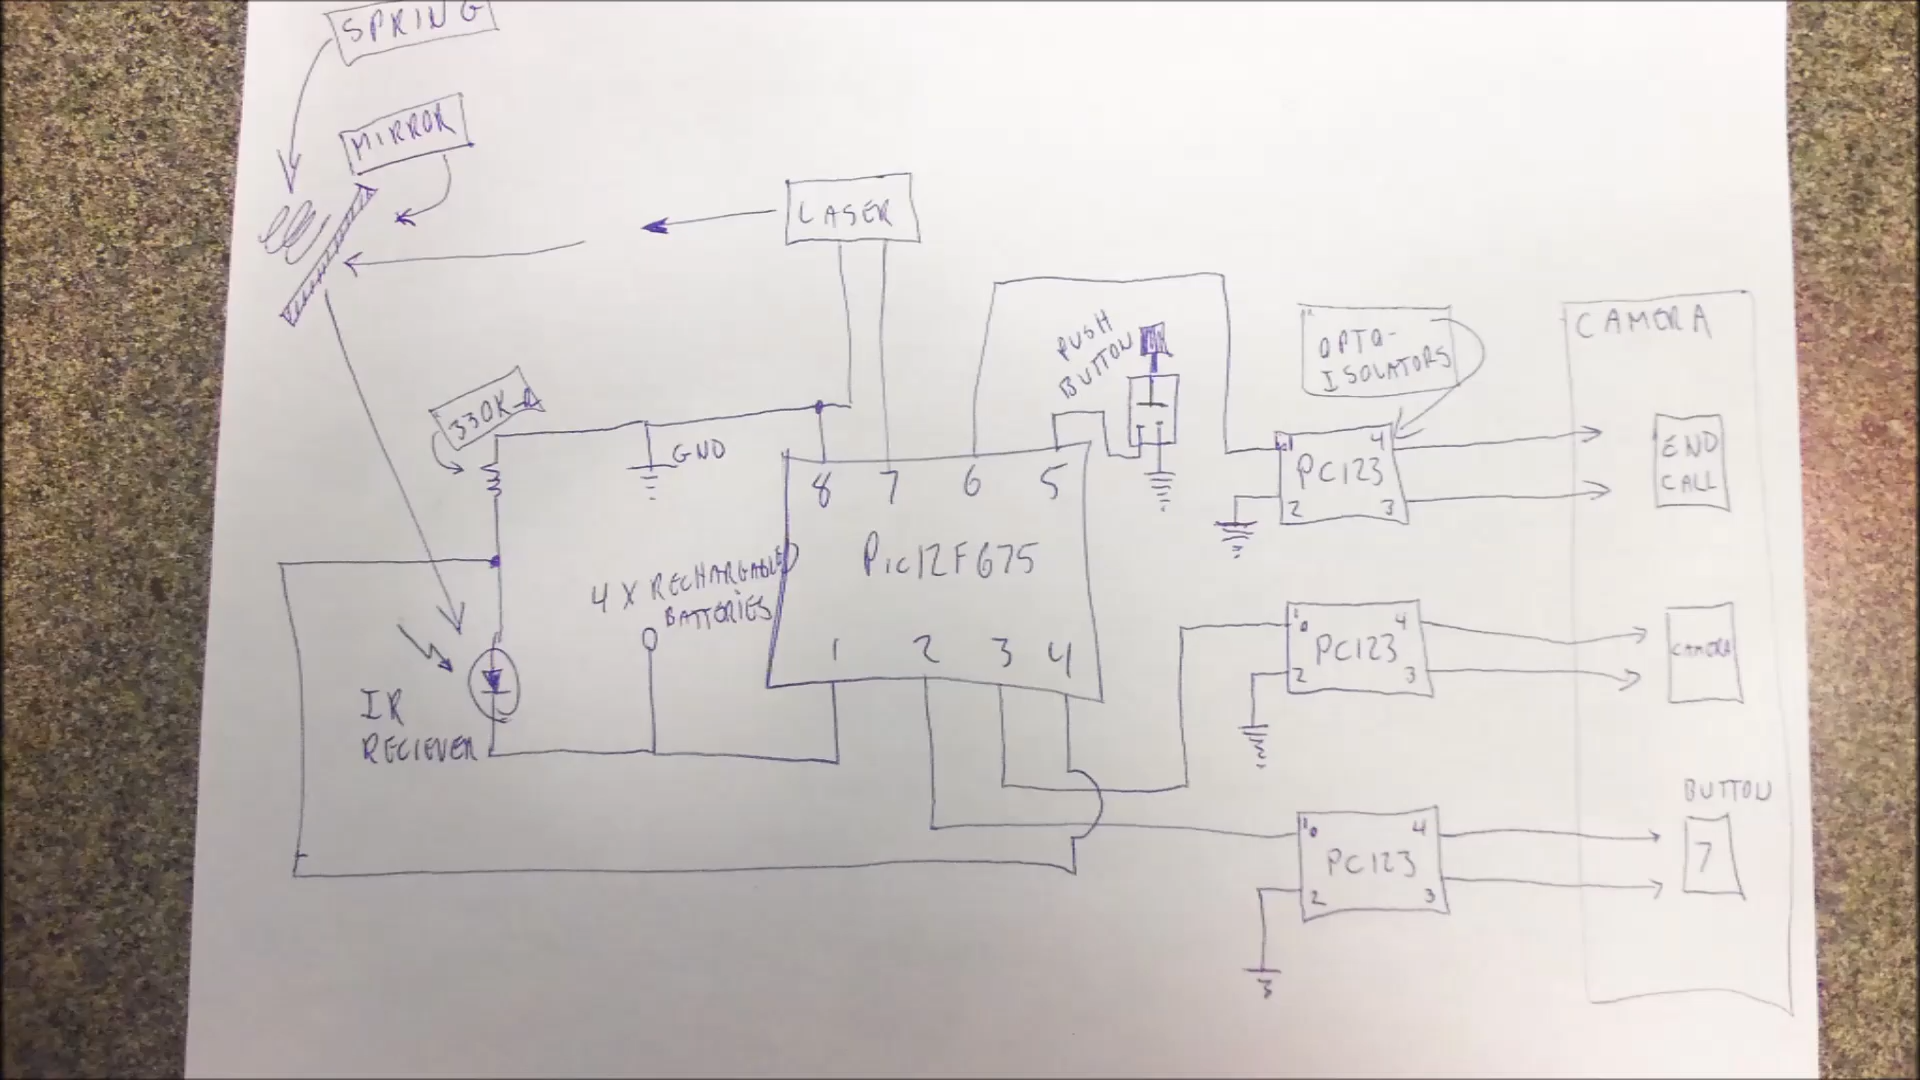 SPRING
MIRROR
LASER
330K-Ω
GND
PUSH
BUTTON
OPTO-
ISOLATORS
CAMERA
8 7 6 5
Pic12F675
1 2 3 4
4 X RECHARGABLE
BATTERIES
IR
RECIEVER
4
PC123
2 3
END
CALL
1 4
PC123
2 3
CAMERA
BUTTON
7
1 4
PC123
2 3